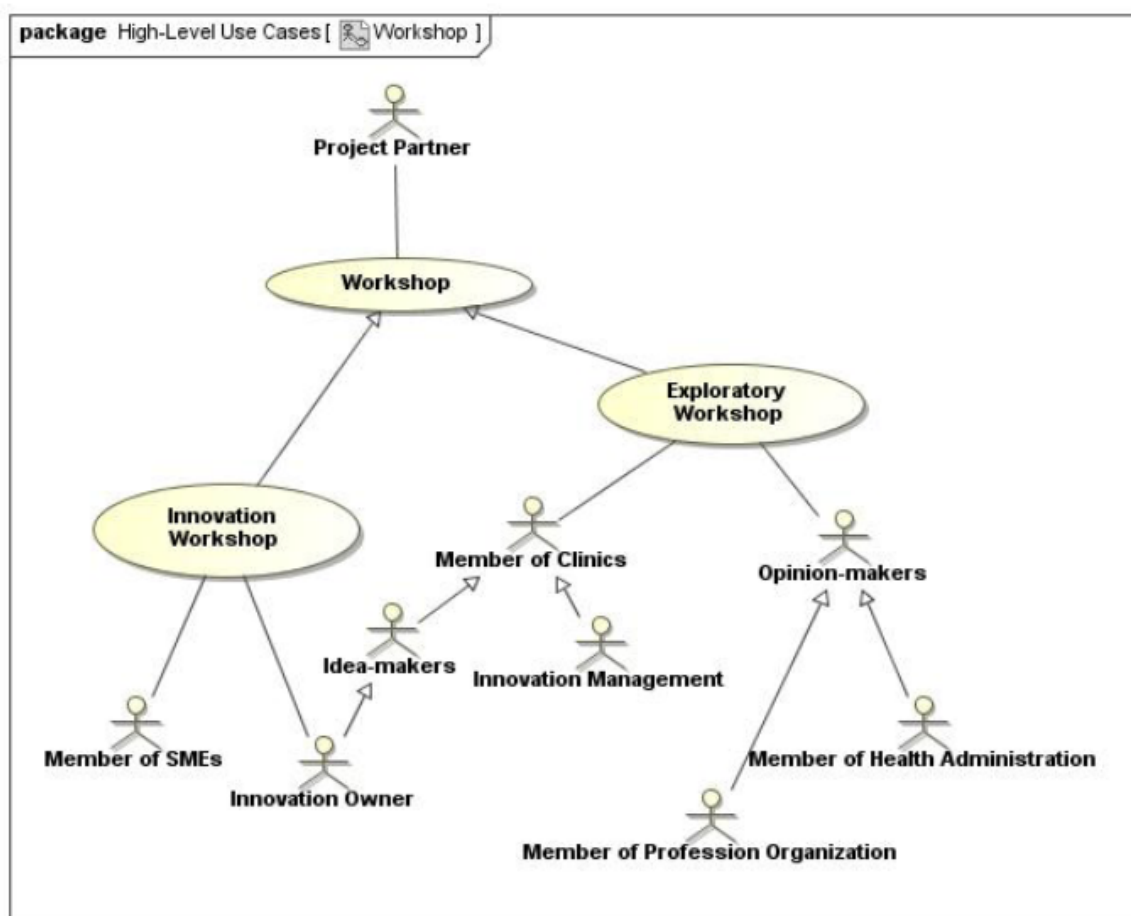 package High-Level Use Cases [ Workshop ]
Project Partner
Workshop
Exploratory
Workshop
Innovation
Workshop
Member of Clinics
Opinion-makers
Idea-makers
Innovation Management
Member of SMEs
Member of Health Administration
Innovation Owner
Member of Profession Organization